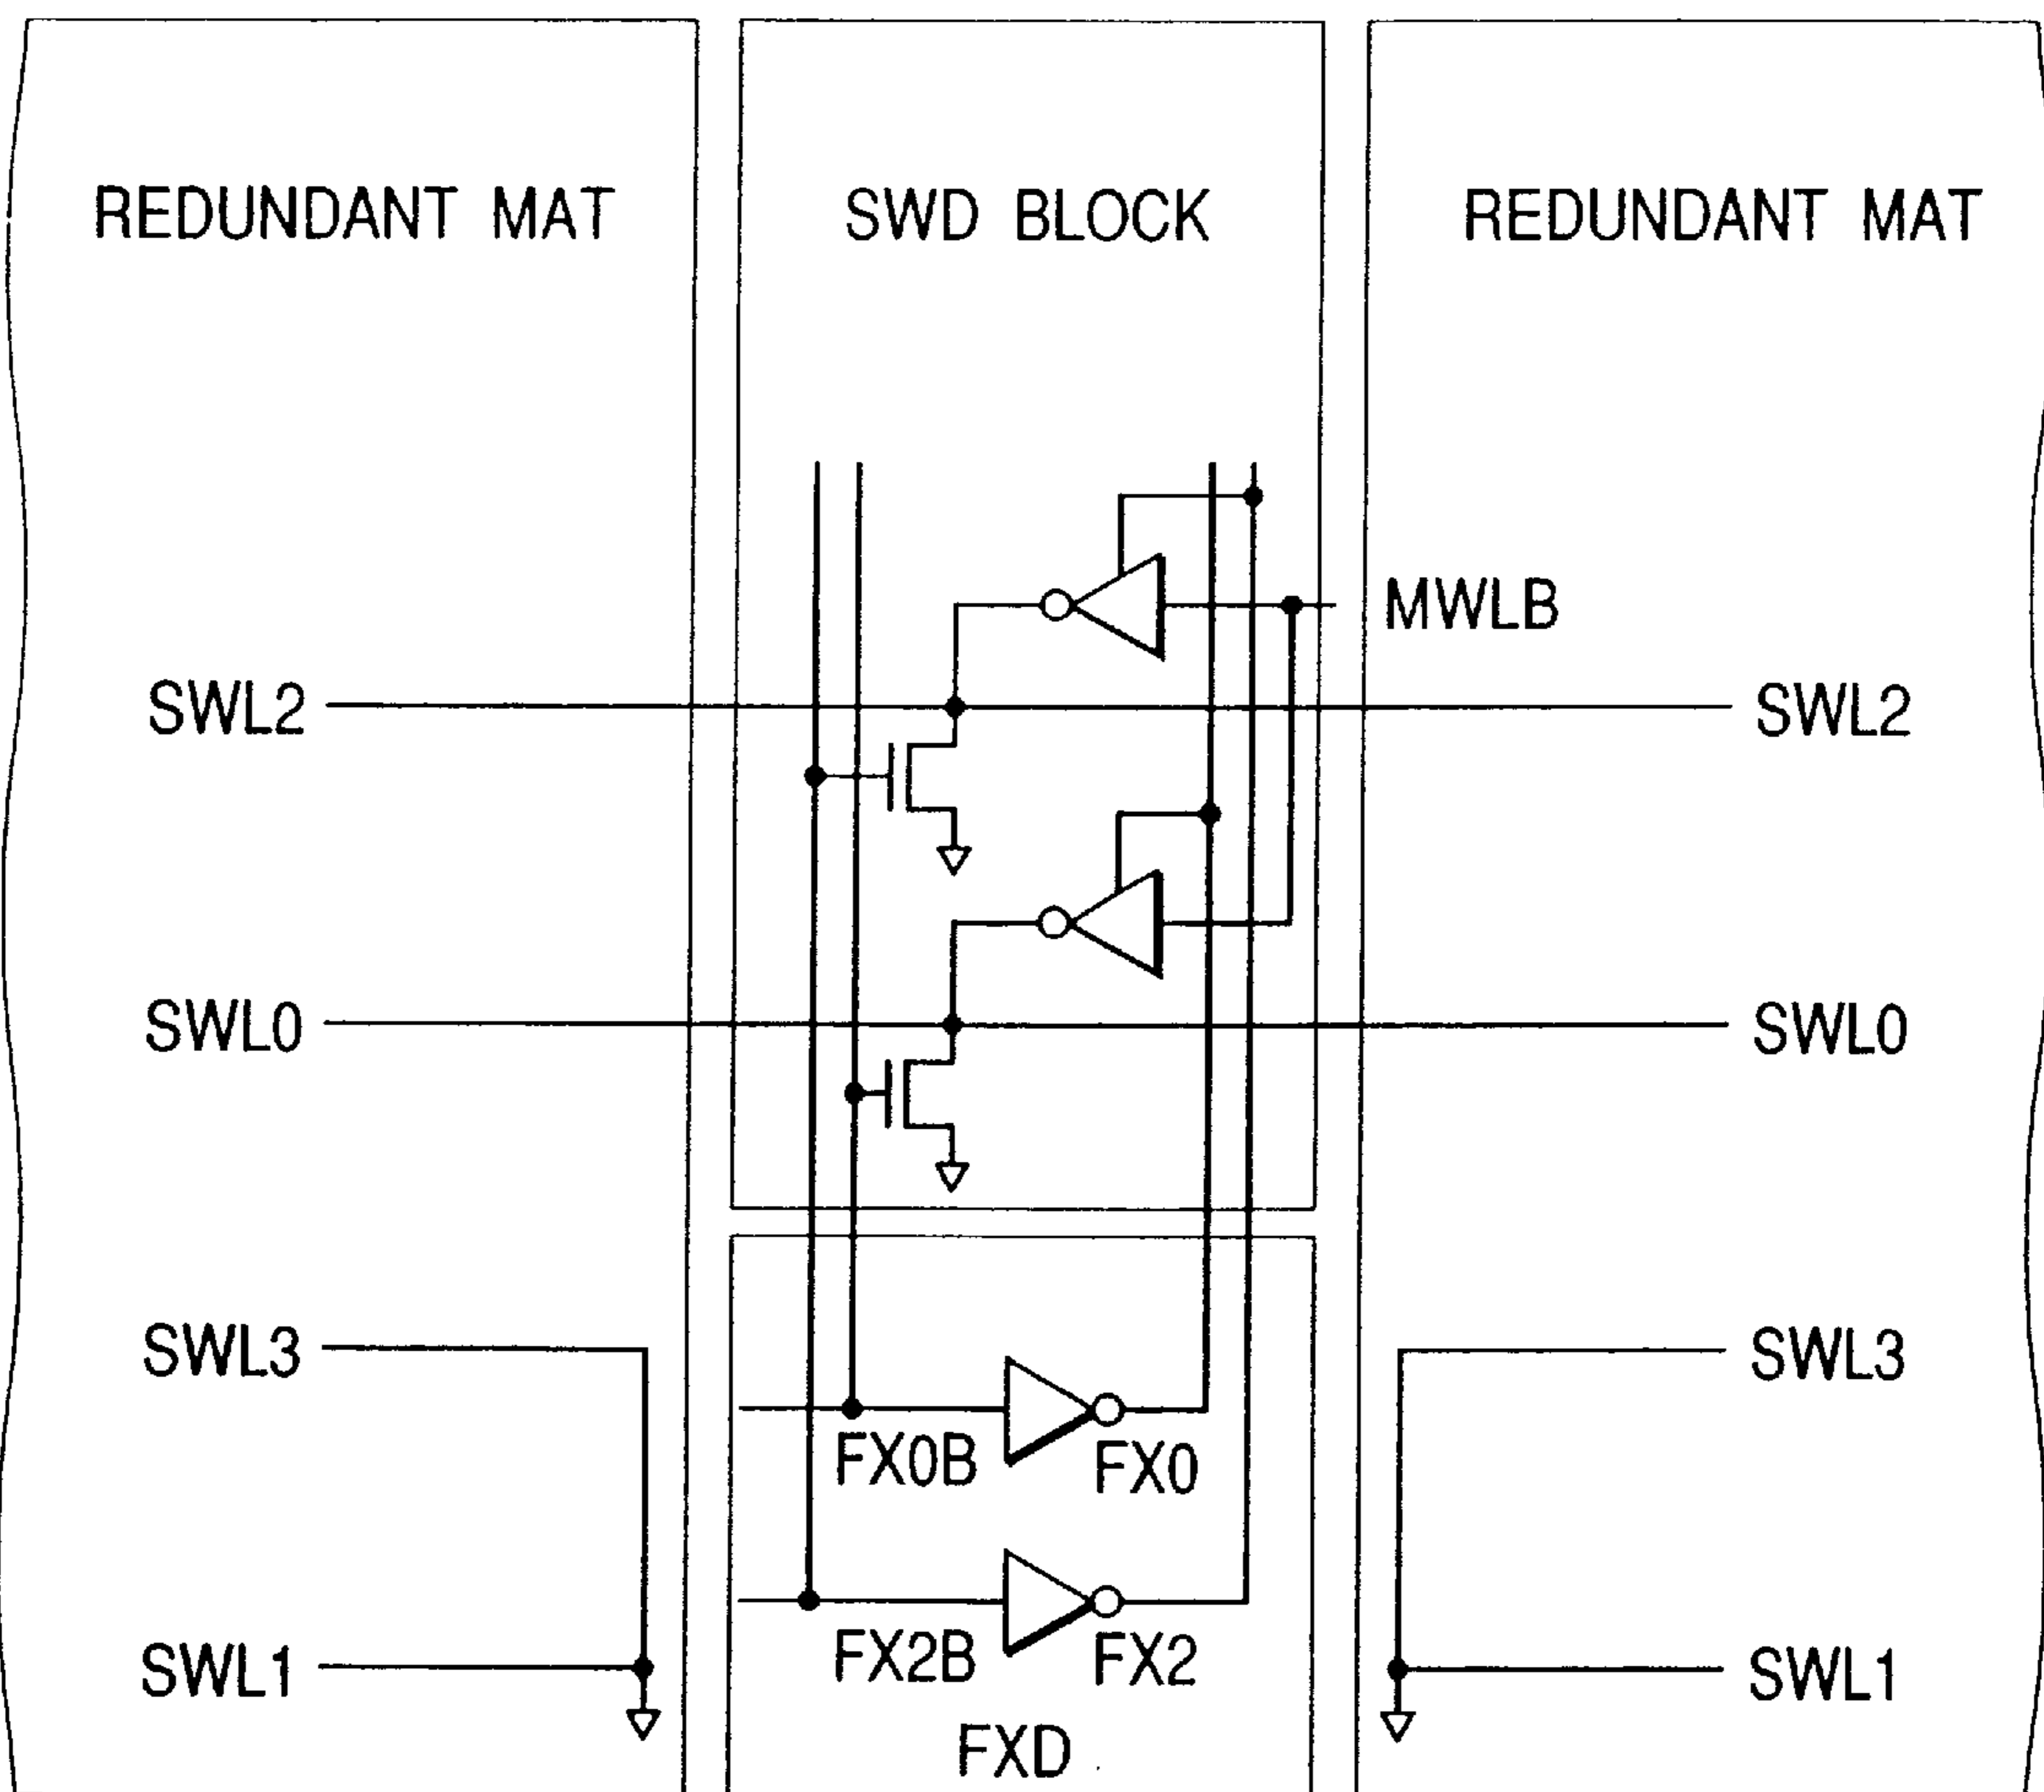 REDUNDANT MAT
SWD BLOCK
REDUNDANT MAT
MWLB
SWL2
SWL2
SWL0
SWL0
SWL3
SWL3
FX0B
FX0
FX2B
FX2
SWL1
SWL1
FXD